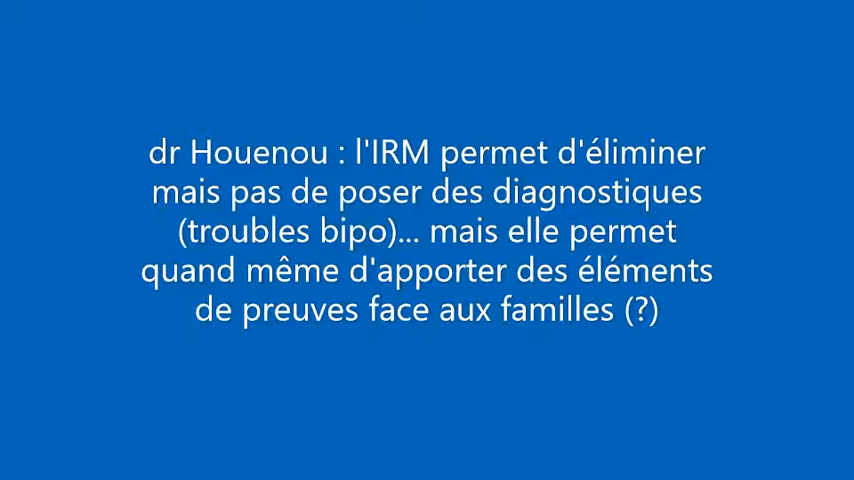 dr Houenou : l'IRM permet d'éliminer
mais pas de poser des diagnostiques
(troubles bipo)... mais elle permet
quand même d'apporter des éléments
de preuves face aux familles (?)